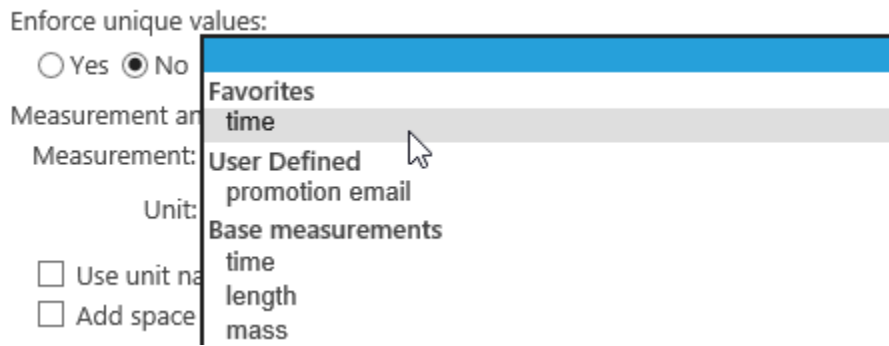 Enforce unique values:
Yes No
Favorites
Measurement an
time
Measurement:
User Defined
promotion email
Unit:
Base measurements
time
Use unit na
length
Add space
mass